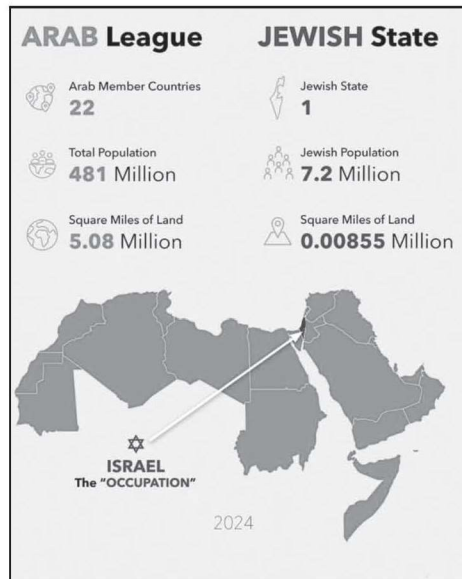 ARAB League
Arab Member Countries
22
Total Population
481 Million
Square Miles of Land
5.08 Million
JEWISH State
Jewish State
1
Jewish Population
7.2 Million
Square Miles of Land
0.00855 Million
ISRAEL
The "OCCUPATION"
2024